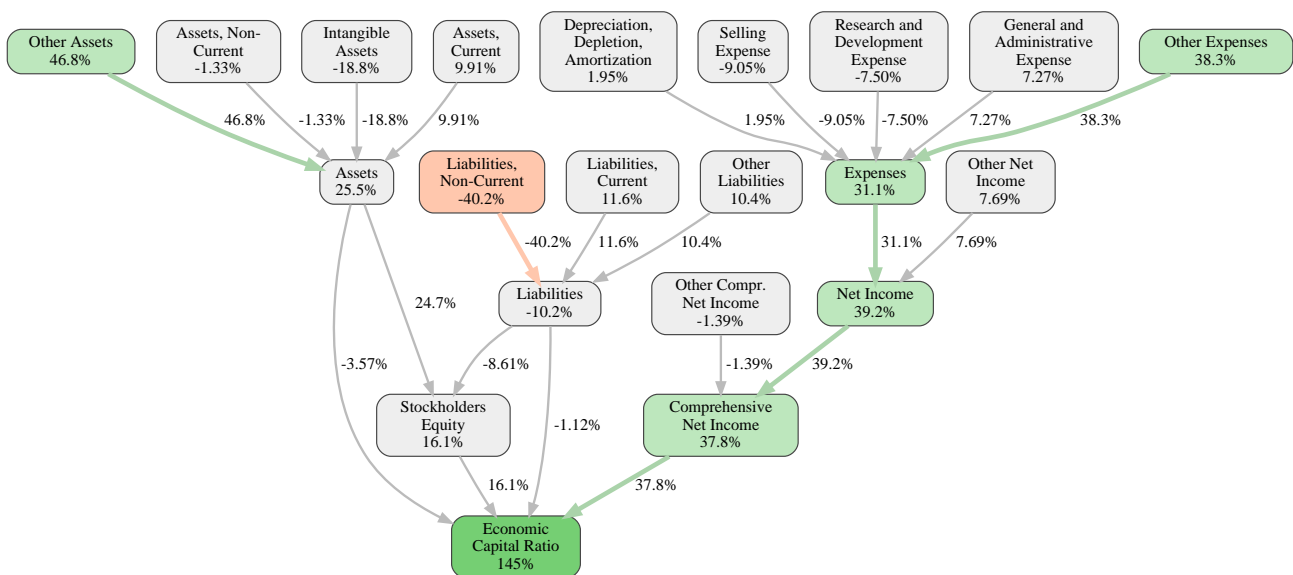 Other Assets
46.8%
Assets, Non-
Current
-1.33%
Intangible
Assets
-18.8%
Assets,
Current
9.91%
Depreciation,
Depletion,
Amortization
1.95%
Selling
Expense
-9.05%
Research and
Development
Expense
-7.50%
General and
Administrative
Expense
7.27%
Other Expenses
38.3%
46.8%
-1.33%
-18.8%
9.91%
1.95%
-9.05%
-7.50%
7.27%
38.3%
Assets
25.5%
Liabilities,
Non-Current
-40.2%
Liabilities,
Current
11.6%
Other
Liabilities
10.4%
Expenses
31.1%
Other Net
Income
7.69%
-40.2%
11.6%
10.4%
31.1%
7.69%
Liabilities
-10.2%
Other Compr.
Net Income
-1.39%
Net Income
39.2%
24.7%
-3.57%
-8.61%
-1.39%
39.2%
Stockholders
Equity
16.1%
-1.12%
Comprehensive
Net Income
37.8%
16.1%
37.8%
Economic
Capital Ratio
145%